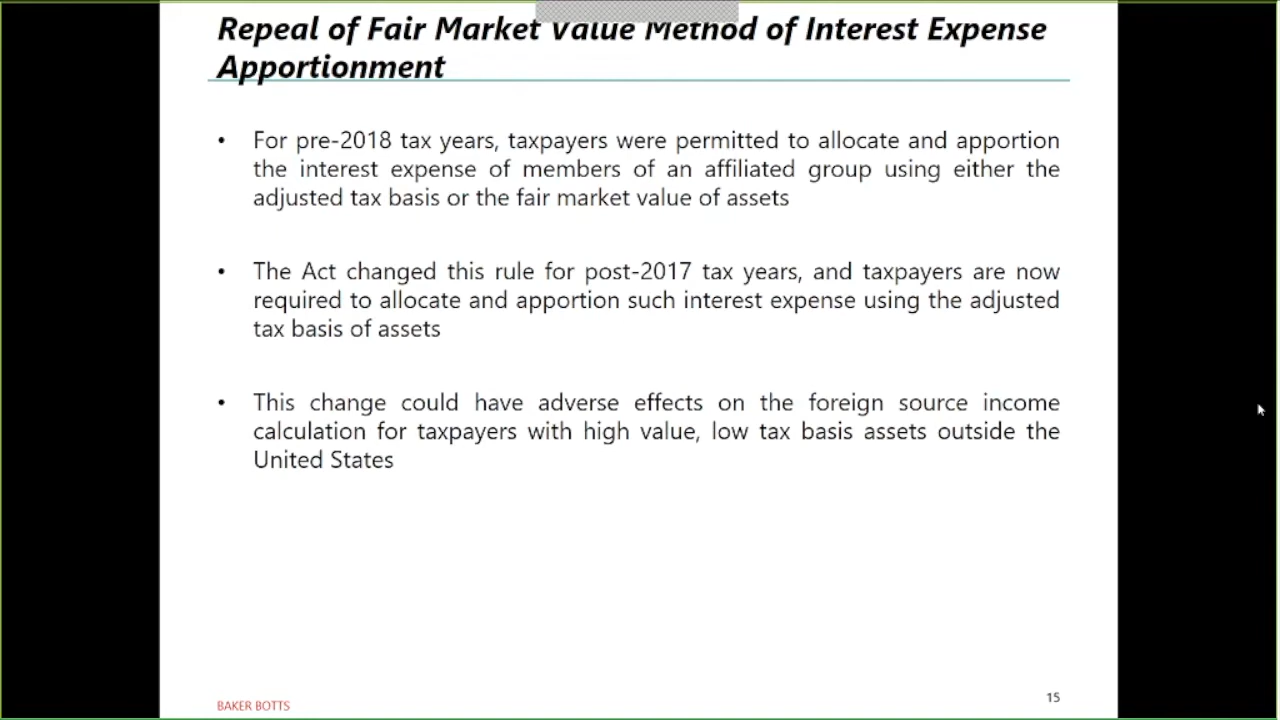 Repeal of Fair Market Value Method of Interest Expense
Apportionment
• For pre-2018 tax years, taxpayers were permitted to allocate and apportion
the interest expense of members of an affiliated group using either the
adjusted tax basis or the fair market value of assets
• The Act changed this rule for post-2017 tax years, and taxpayers are now
required to allocate and apportion such interest expense using the adjusted
tax basis of assets
• This change could have adverse effects on the foreign source income
calculation for taxpayers with high value, low tax basis assets outside the
United States
BAKER BOTTS
15